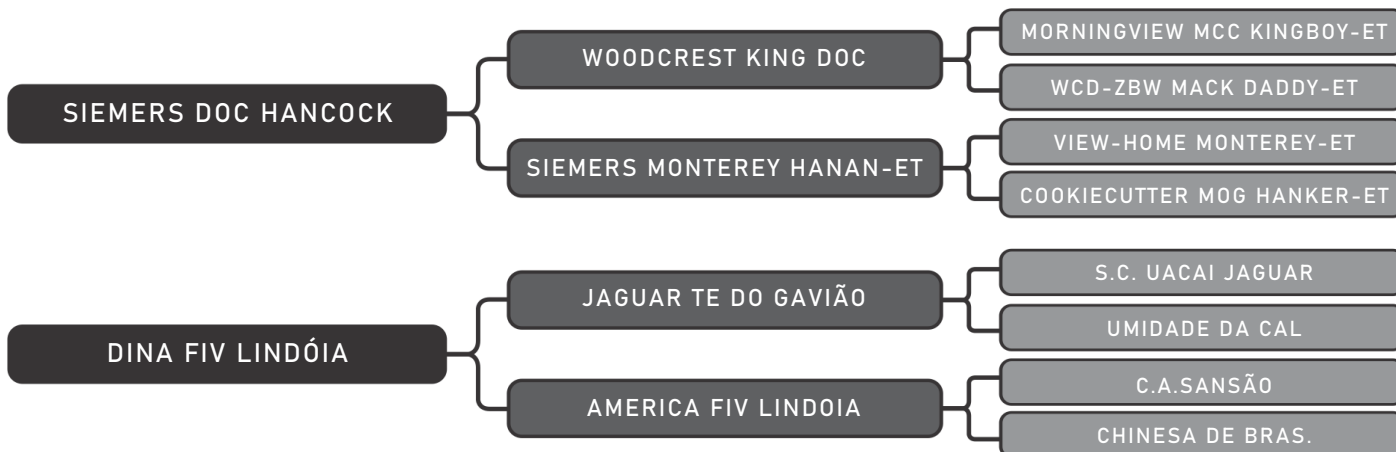 MORNINGVIEW MCC KINGBOY-ET
WOODCREST KING DOC
WCD-ZBW MACK DADDY-ET
SIEMERS DOC HANCOCK
VIEW-HOME MONTEREY-ET
SIEMERS MONTEREY HANAN-ET
COOKIECUTTER MOG HANKER-ET
S.C. UACAI JAGUAR
JAGUAR TE DO GAVIÃO
UMIDADE DA CAL
DINA FIV LINDÓIA
C.A.SANSÃO
AMERICA FIV LINDOIA
CHINESA DE BRAS.